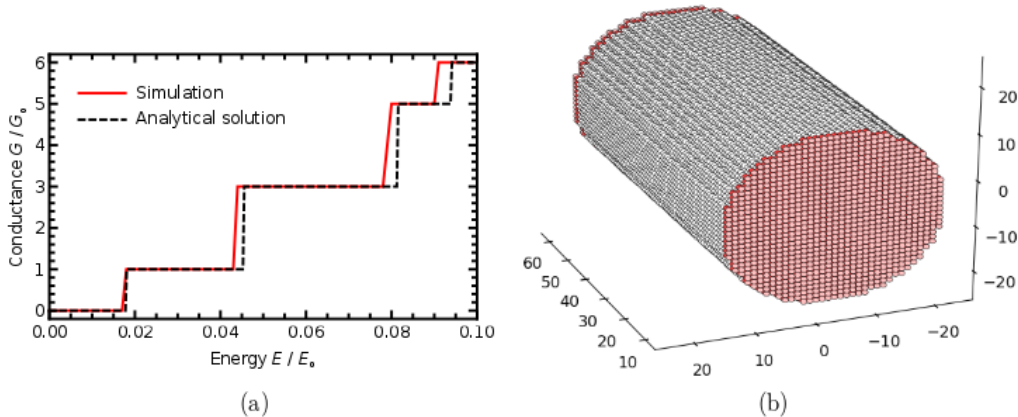 6
5
4
3
2
1
0
Conductance G / G₀
Simulation
Analytical solution
0.00 0.02 0.04 0.06 0.08 0.10
Energy E / E₀
(a)
20
10
0
−10
−20
60
50
40
30
20
10
20 10 0 −10 −20
(b)